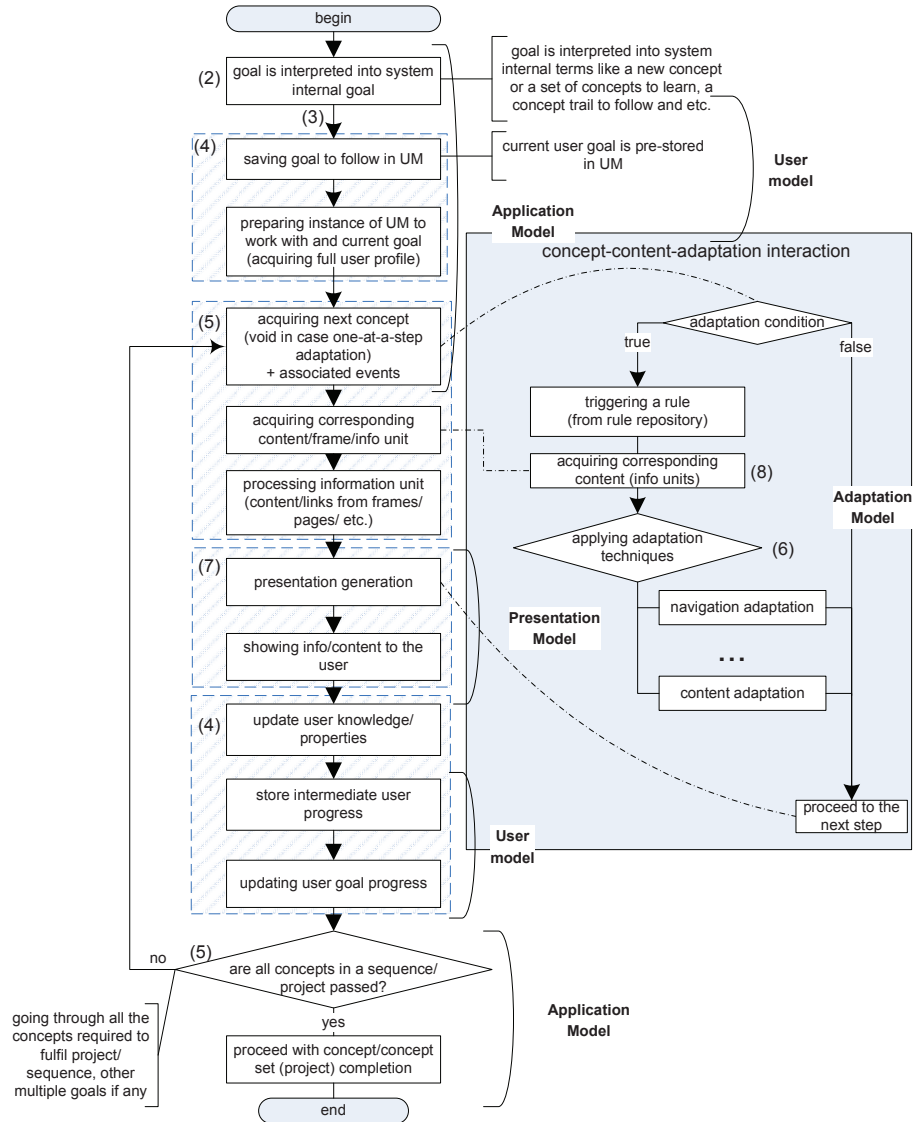 begin
(2)
goal is interpreted into system
internal goal
goal is interpreted into system
internal terms like a new concept
or a set of concepts to learn, a
concept trail to follow and etc.
(3)
(4)
saving goal to follow in UM
current user goal is pre-stored
in UM
User
model
preparing instance of UM to
work with and current goal
(acquiring full user profile)
Application
Model
concept-content-adaptation interaction
(5)
acquiring next concept
(void in case one-at-a-step
adaptation)
+ associated events
adaptation condition
true
false
triggering a rule
(from rule repository)
acquiring corresponding
content/frame/info unit
acquiring corresponding
content (info units)
(8)
processing information unit
(content/links from frames/
pages/ etc.)
Adaptation
Model
applying adaptation
techniques
(6)
(7)
presentation generation
navigation adaptation
Presentation
Model
...
showing info/content to the
user
content adaptation
(4)
update user knowledge/
properties
store intermediate user
progress
proceed to the
next step
User
model
updating user goal progress
(5)
no
are all concepts in a sequence/
project passed?
yes
going through all the
concepts required to
fulfil project/
sequence, other
multiple goals if any
Application
Model
proceed with concept/concept
set (project) completion
end